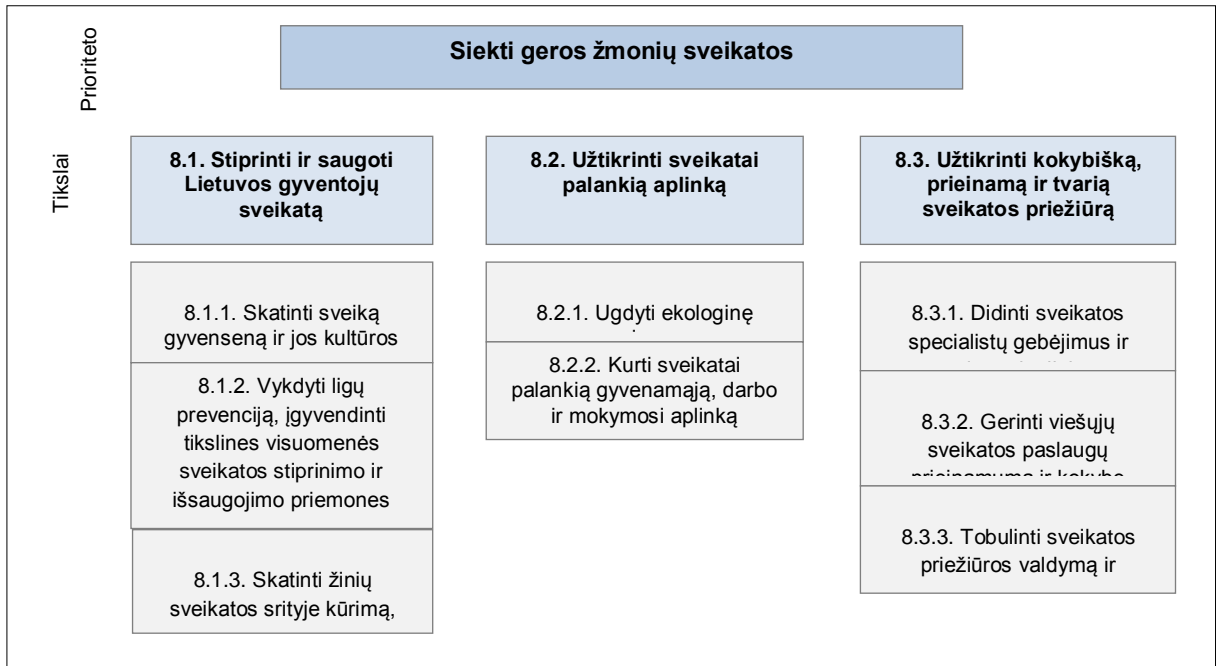 Prioriteto
Siekti geros žmonių sveikatos
Tikslai
8.1. Stiprinti ir saugoti
Lietuvos gyventojų
sveikatą
8.2. Užtikrinti sveikatai
palankią aplinką
8.3. Užtikrinti kokybišką,
prieinamą ir tvarią
sveikatos priežiūrą
8.1.1. Skatinti sveiką
gyvenseną ir jos kultūros
8.1.2. Vykdyti ligų
prevenciją, įgyvendinti
tikslines visuomenės
sveikatos stiprinimo ir
išsaugojimo priemones
8.1.3. Skatinti žinių
sveikatos srityje kūrimą,
8.2.1. Ugdyti ekologinę
8.2.2. Kurti sveikatai
palankią gyvenamąją, darbo
ir mokymosi aplinką
8.3.1. Didinti sveikatos
specialistų gebėjimus ir
8.3.2. Gerinti viešųjų
sveikatos paslaugų
prieinamumą ir kokybę
8.3.3. Tobulinti sveikatos
priežiūros valdymą ir